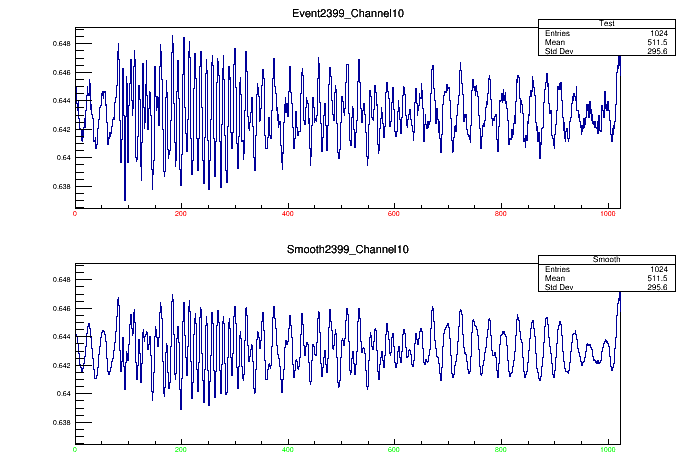 Event2399_Channel10
Test
Entries 1024
Mean 511.5
Std Dev 295.6
0.648
0.646
0.644
0.642
0.64
0.638
0 200 400 600 800 1000
Smooth2399_Channel10
Smooth
Entries 1024
Mean 511.5
Std Dev 295.6
0.648
0.646
0.644
0.642
0.64
0.638
0 200 400 600 800 1000